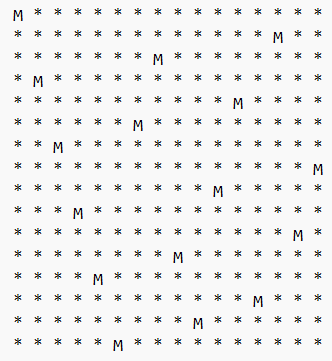 M * * * * * * * * * * * * * * *
* * * * * * * * * * * * * M * *
* * * * * * * M * * * * * * * *
* M * * * * * * * * * * * * * *
* * * * * * * * * * * M * * * *
* * * * * * M * * * * * * * * *
* * M * * * * * * * * * * * * *
* * * * * * * * * * * * * * * M
* * * * * * * * * * M * * * * *
* * * M * * * * * * * * * * * *
* * * * * * * * * * * * * * M *
* * * * * * * * M * * * * * * *
* * * * M * * * * * * * * * * *
* * * * * * * * * * * * M * * *
* * * * * * * * * M * * * * * *
* * * * * M * * * * * * * * * *